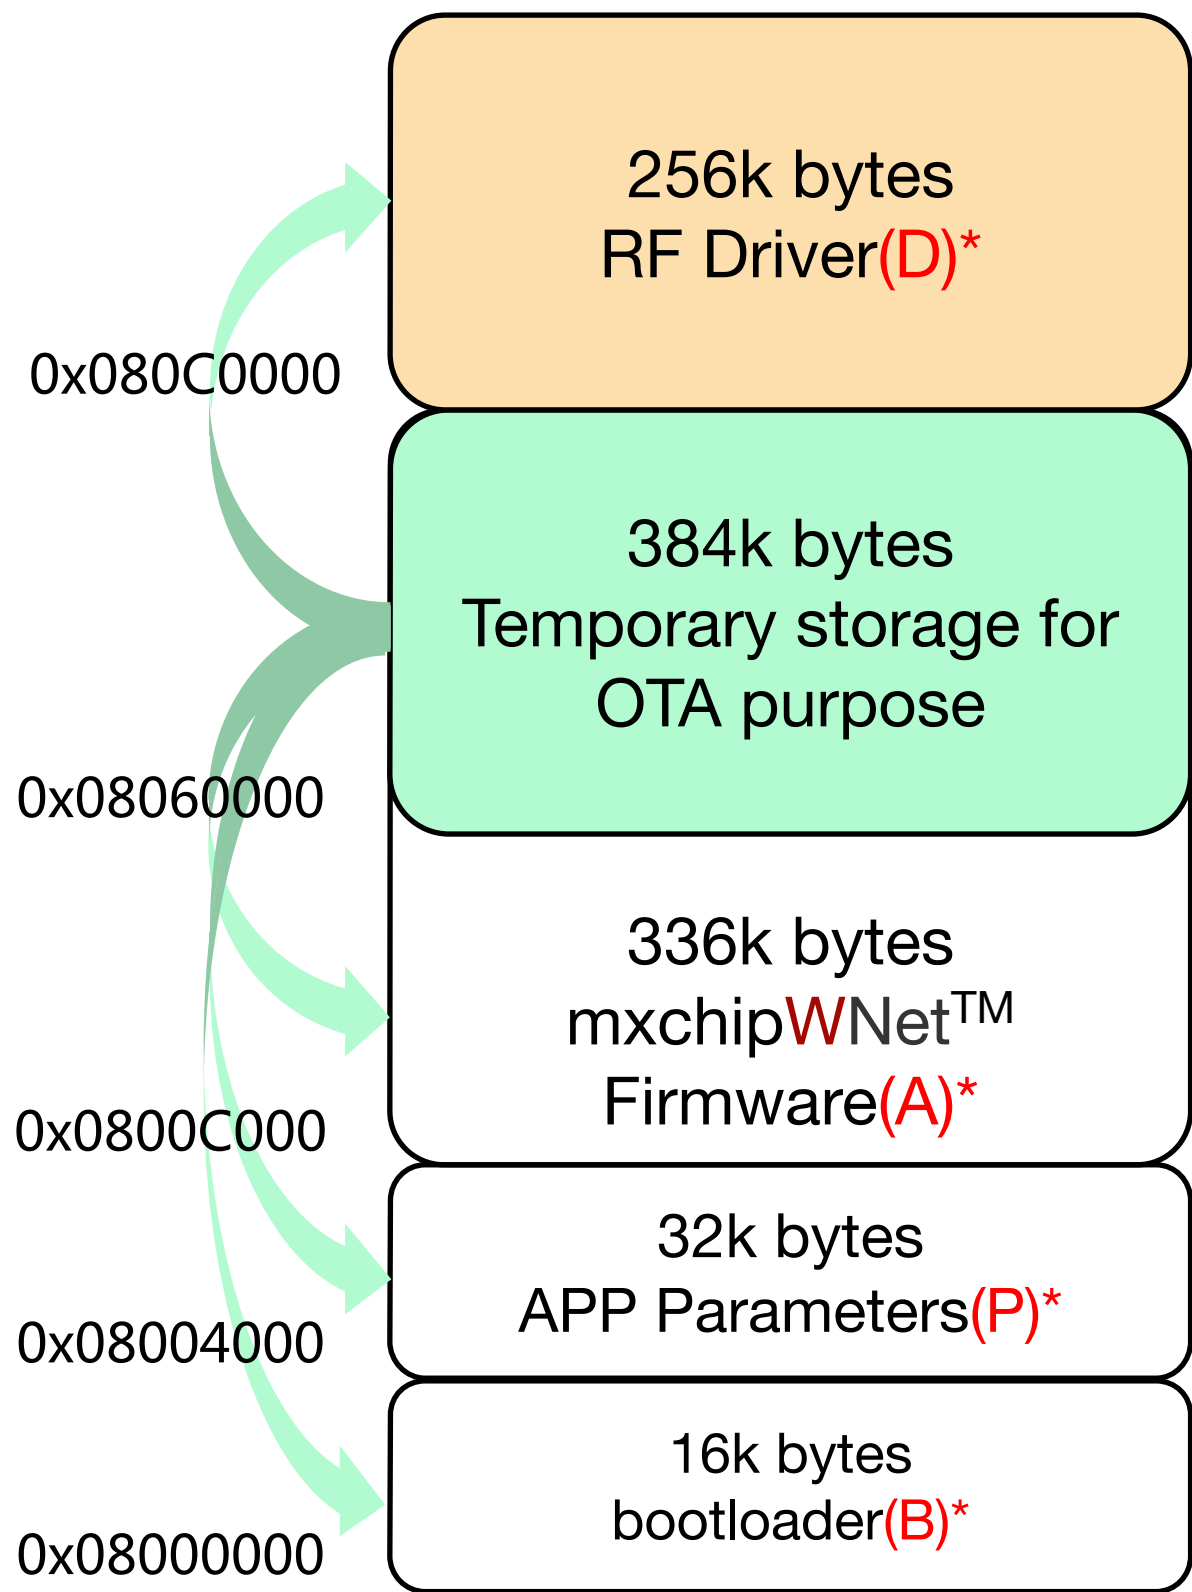 256k bytes
RF Driver(D)*
0x080C0000
384k bytes
Temporary storage for
OTA purpose
0x08060000
336k bytes
mxchipWNet™
Firmware(A)*
0x0800C000
32k bytes
APP Parameters(P)*
0x08004000
16k bytes
bootloader(B)*
0x08000000